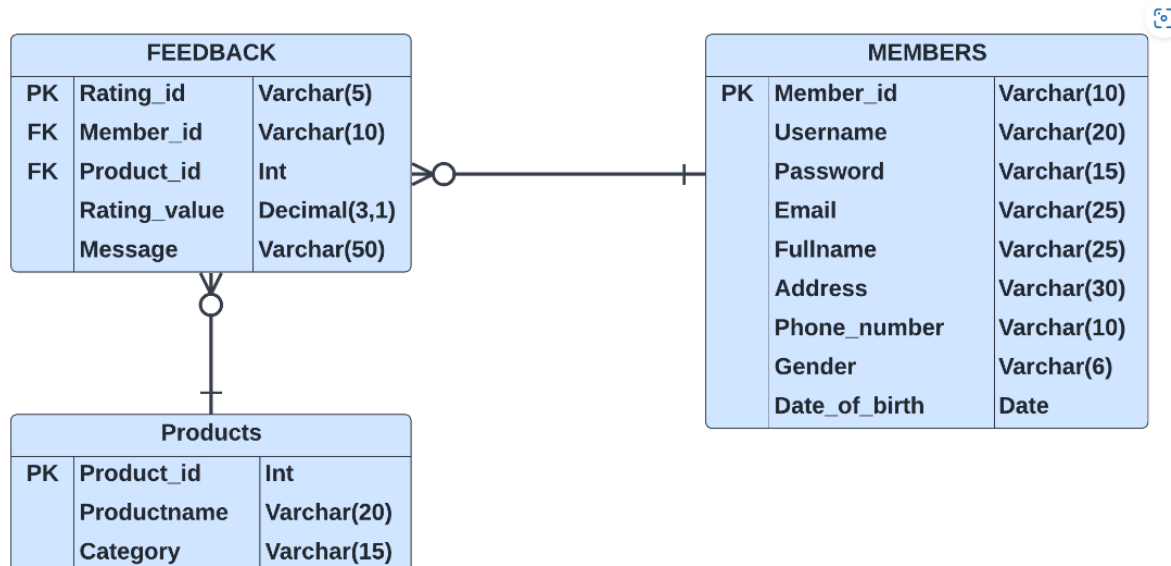 FEEDBACK
PK Rating_id Varchar(5)
FK Member_id Varchar(10)
FK Product_id Int
Rating_value Decimal(3,1)
Message Varchar(50)
MEMBERS
PK Member_id Varchar(10)
Username Varchar(20)
Password Varchar(15)
Email Varchar(25)
Fullname Varchar(25)
Address Varchar(30)
Phone_number Varchar(10)
Gender Varchar(6)
Date_of_birth Date
Products
PK Product_id Int
Productname Varchar(20)
Category Varchar(15)